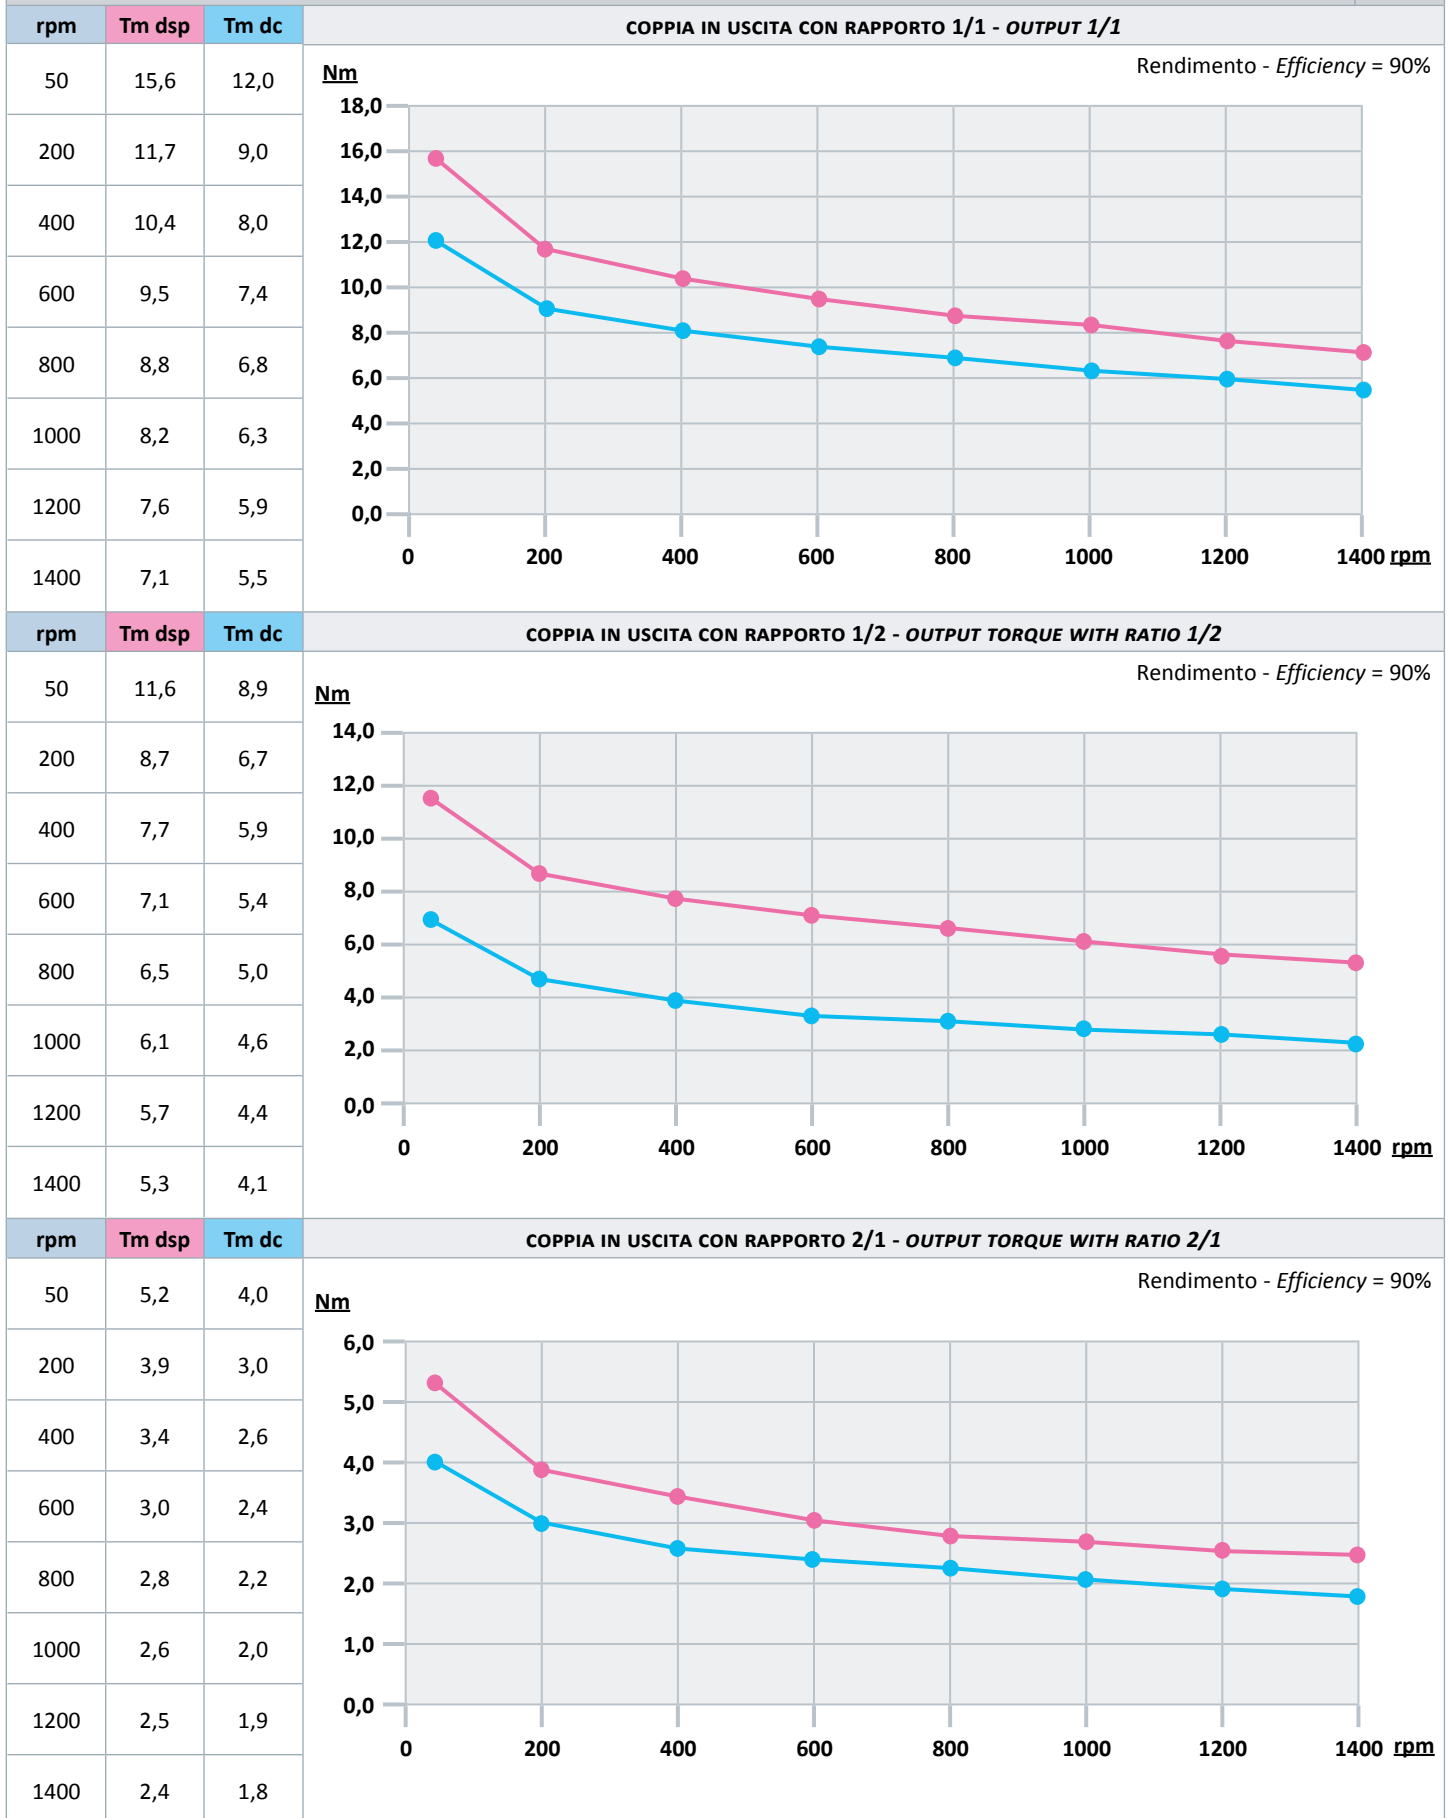 rpm Tm dsp Tm dc COPPIA IN USCITA CON RAPPORTO 1/1 - OUTPUT 1/1
Rendimento - Efficiency = 90%
50 15,6 12,0
200 11,7 9,0
400 10,4 8,0
600 9,5 7,4
800 8,8 6,8
1000 8,2 6,3
1200 7,6 5,9
1400 7,1 5,5
Nm
18,0
16,0
14,0
12,0
10,0
8,0
6,0
4,0
2,0
0,0
0 200 400 600 800 1000 1200 1400 rpm
rpm Tm dsp Tm dc COPPIA IN USCITA CON RAPPORTO 1/2 - OUTPUT TORQUE WITH RATIO 1/2
Rendimento - Efficiency = 90%
50 11,6 8,9
200 8,7 6,7
400 7,7 5,9
600 7,1 5,4
800 6,5 5,0
1000 6,1 4,6
1200 5,7 4,4
1400 5,3 4,1
Nm
14,0
12,0
10,0
8,0
6,0
4,0
2,0
0,0
0 200 400 600 800 1000 1200 1400 rpm
rpm Tm dsp Tm dc COPPIA IN USCITA CON RAPPORTO 2/1 - OUTPUT TORQUE WITH RATIO 2/1
Rendimento - Efficiency = 90%
50 5,2 4,0
200 3,9 3,0
400 3,4 2,6
600 3,0 2,4
800 2,8 2,2
1000 2,6 2,0
1200 2,5 1,9
1400 2,4 1,8
Nm
6,0
5,0
4,0
3,0
2,0
1,0
0,0
0 200 400 600 800 1000 1200 1400 rpm